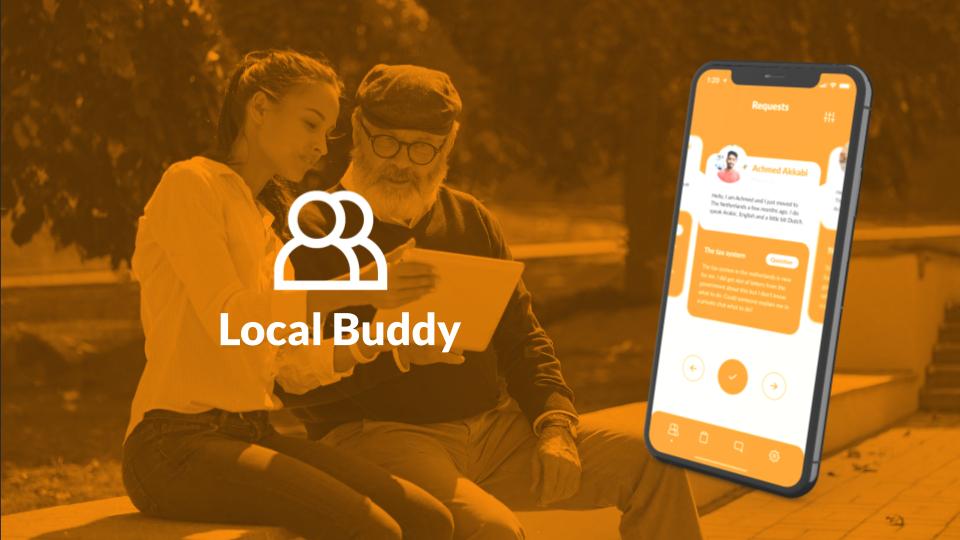 Local Buddy
1:20
Requests
Achmed Akkabi
Hello, I am Achmed and I just moved to
The Netherlands a few months ago. I do
speak Arabic, English and a little bit Dutch.
The tax system
Question
The tax system in the netherlands is new
for me. I did get alot of letters from the
government about this but I don't know
what to do. Could someone explain me in
a private chat what to do?